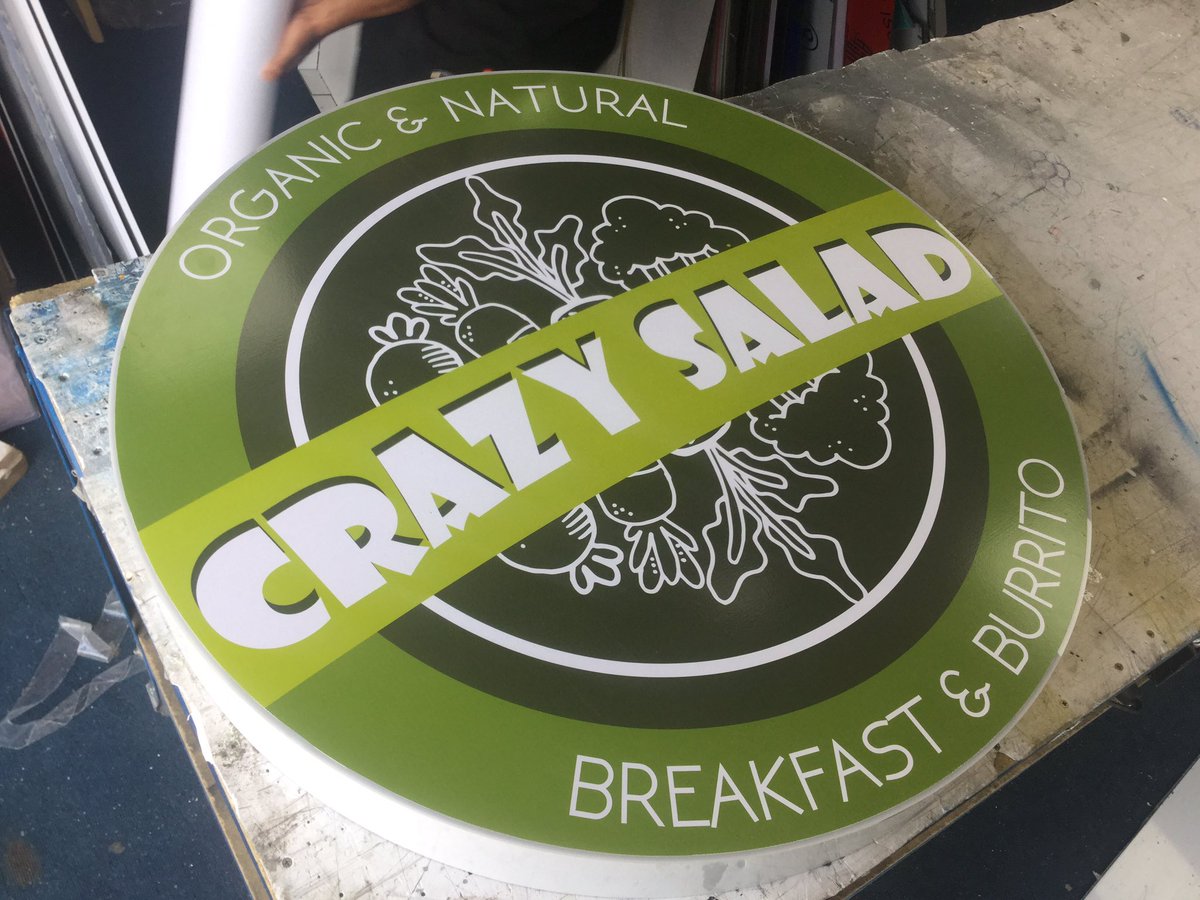 ORGANIC & NATURAL
CRAZY SALAD
BREAKFAST & BURRITO